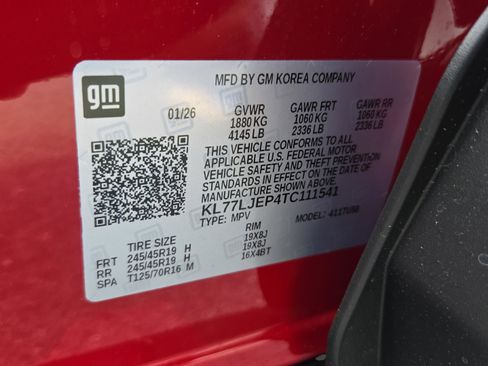 MFD BY GM KOREA COMPANY
gm
01/26 GVWR GAWR FRT GAWR RR
1880 KG 1060 KG 1060 KG
4145 LB 2336 LB 2336 LB
THIS VEHICLE CONFORMS TO ALL
APPLICABLE U.S. FEDERAL MOTOR
VEHICLE SAFETY AND THEFT PREVENTION
STANDARDS IN EFFECT ON THE DATE OF
MANUFACTURE SHOWN ABOVE.
KL77LJEP4TC111541
TYPE: MPV MODEL: 411TU58
TIRE SIZE RIM
FRT 245/45R19 H 19X8J
RR 245/45R19 H 19X8J
SPA T125/70R16 M 16X4BT